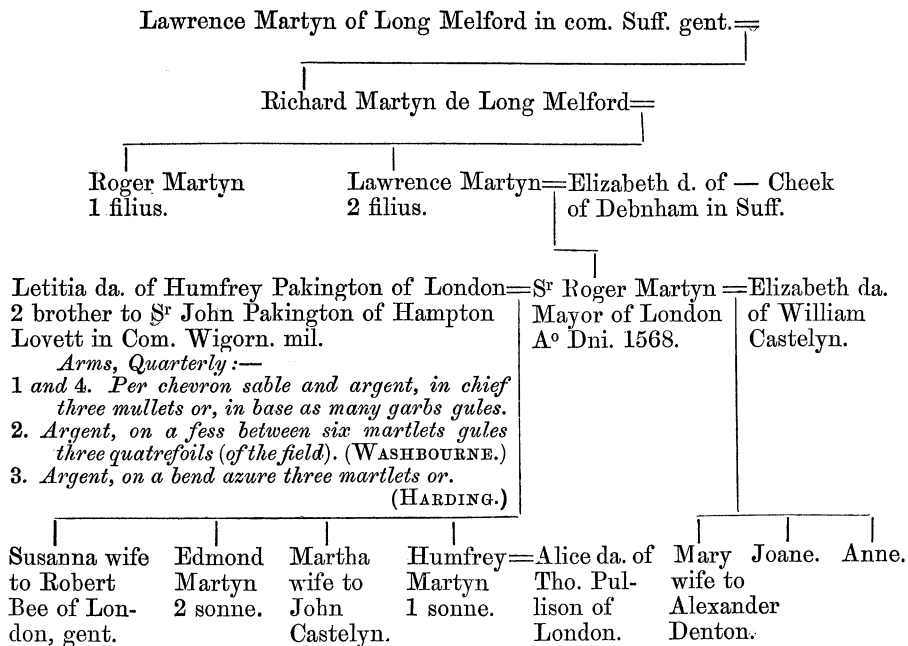 Lawrence Martyn of Long Melford in com. Suff. gent.=
Richard Martyn de Long Melford=
Roger Martyn
1 filius.
Lawrence Martyn=Elizabeth d. of — Cheek
2 filius.
of Debnham in Suff.
Letitia da. of Humfrey Pakington of London=
2 brother to Sʳ John Pakington of Hampton
Lovett in Com. Wigorn. mil.
Arms, Quarterly:—
1 and 4. Per chevron sable and argent, in chief
three mullets or, in base as many garbs gules.
2. Argent, on a fess between six martlets gules
three quatrefoils (of the field). (WASHBOURNE.)
3. Argent, on a bend azure three martlets or.
(HARDING.)
Sʳ Roger Martyn=
Mayor of London
Aº Dni. 1568.
Elizabeth da.
of William
Castelyn.
Susanna wife
to Robert
Bee of Lon-
don, gent.
Edmond
Martyn
2 sonne.
Martha
wife to
John
Castelyn.
Humfrey=
Martyn
1 sonne.
Alice da. of
Tho. Pul-
lison of
London.
Mary
wife to
Alexander
Denton.
Joane.
Anne.